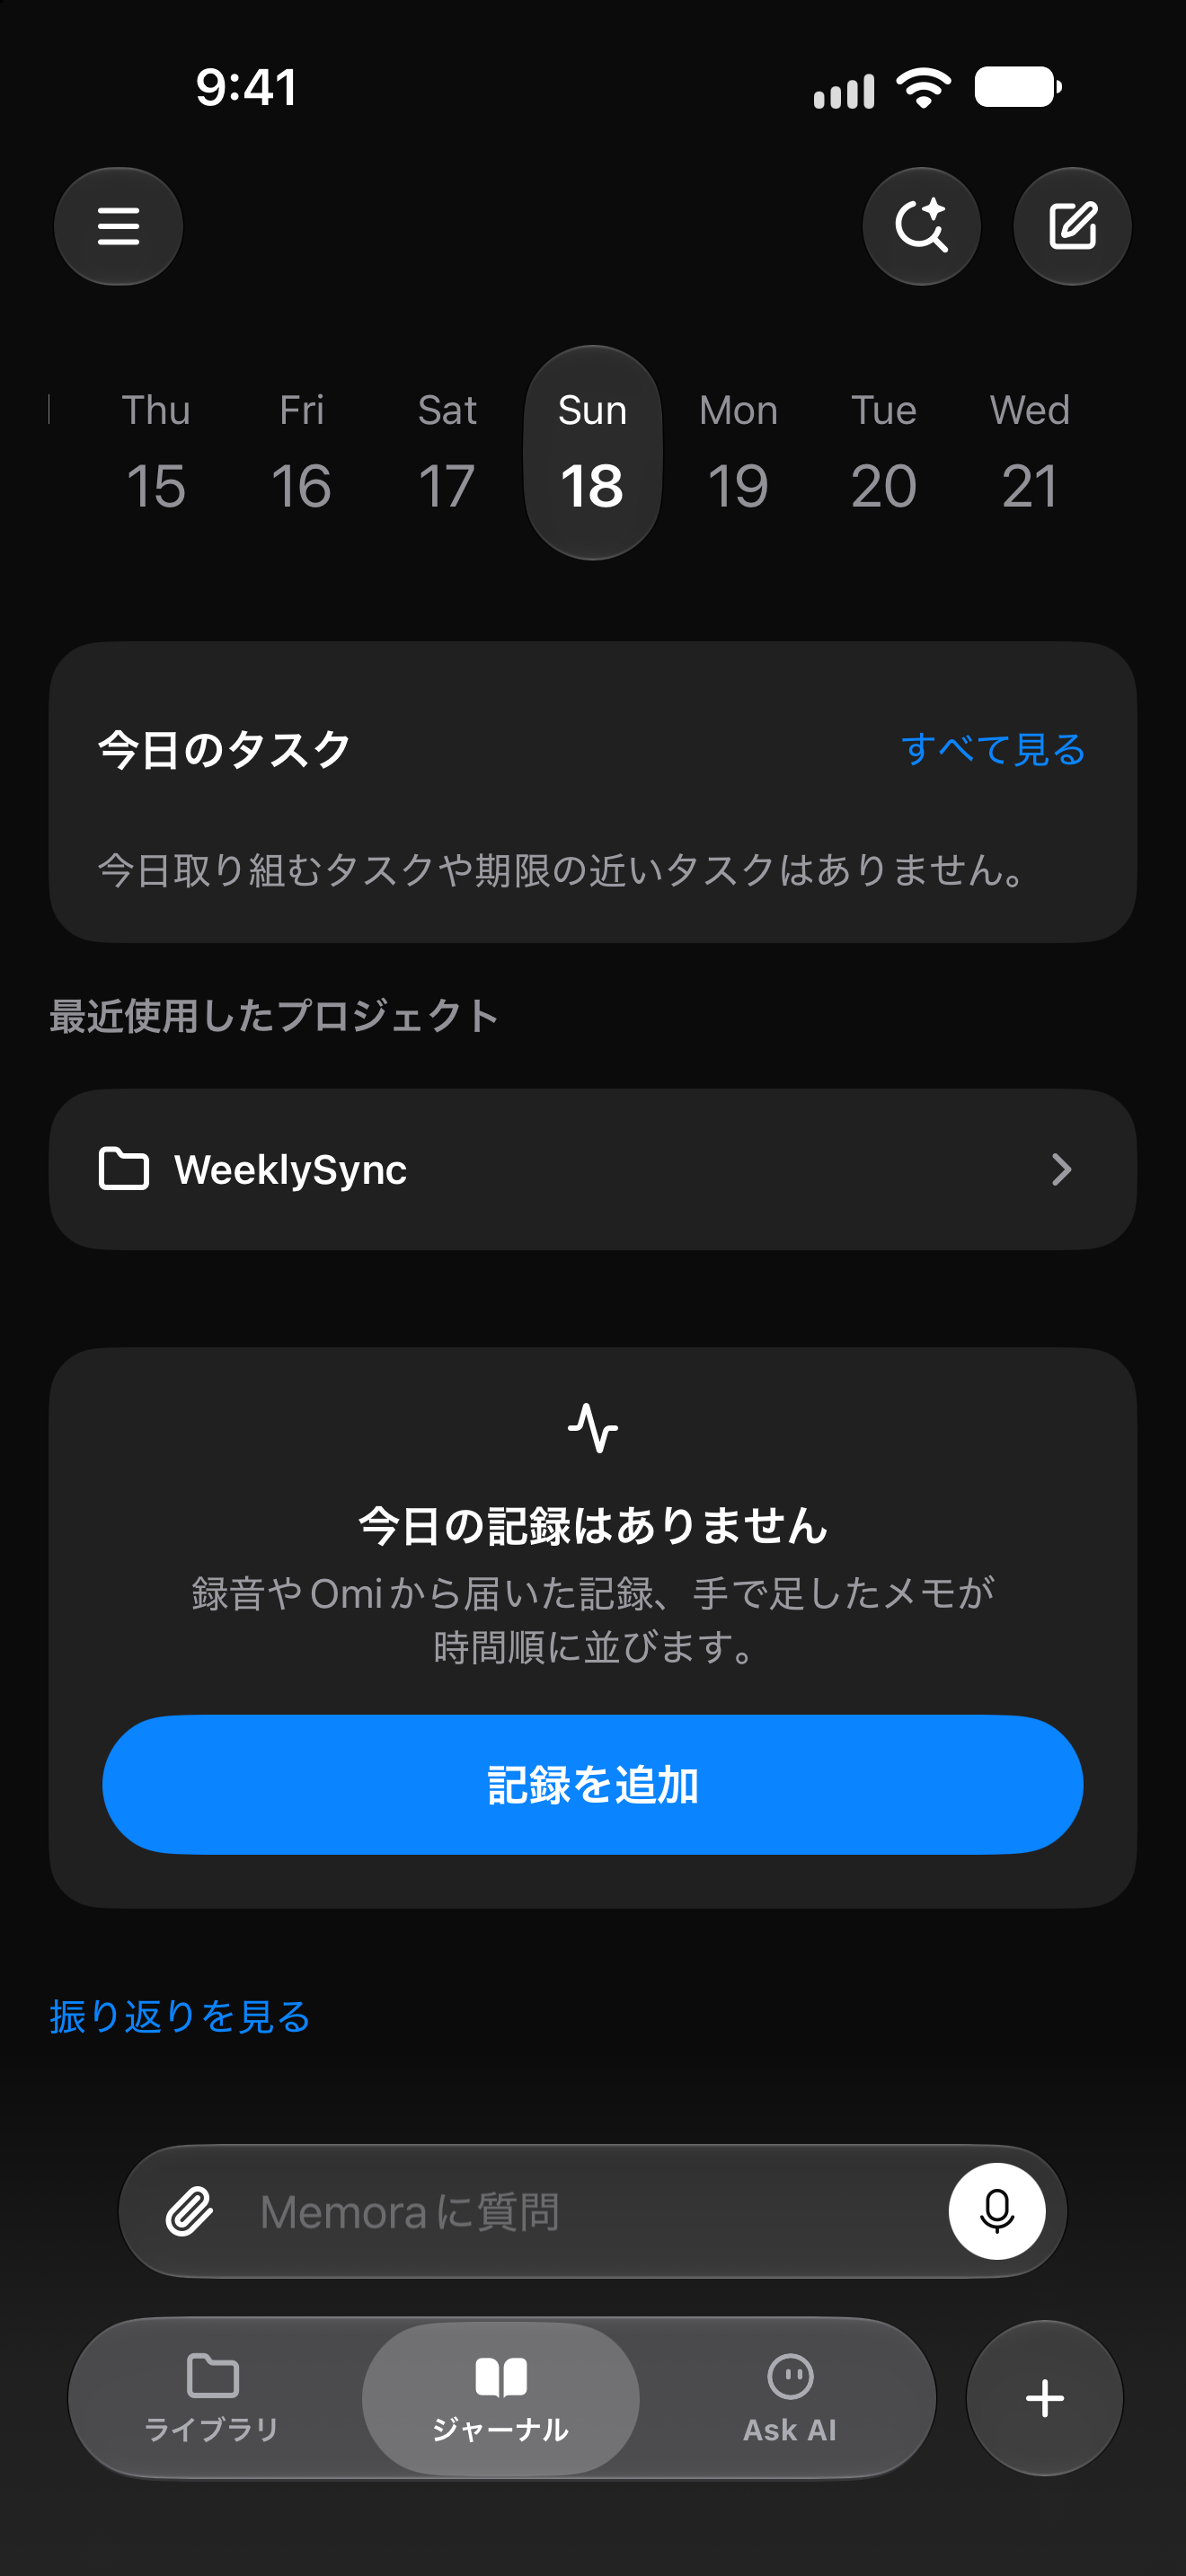 9:41
Thu Fri Sat Sun Mon Tue Wed
15 16 17 18 19 20 21
今日のタスク すべて見る
今日取り組むタスクや期限の近いタスクはありません。
最近使用したプロジェクト
WeeklySync
今日の記録はありません
録音やOmiから届いた記録、手で足したメモが
時間順に並びます。
記録を追加
振り返りを見る
Memoraに質問
ライブラリ ジャーナル Ask AI